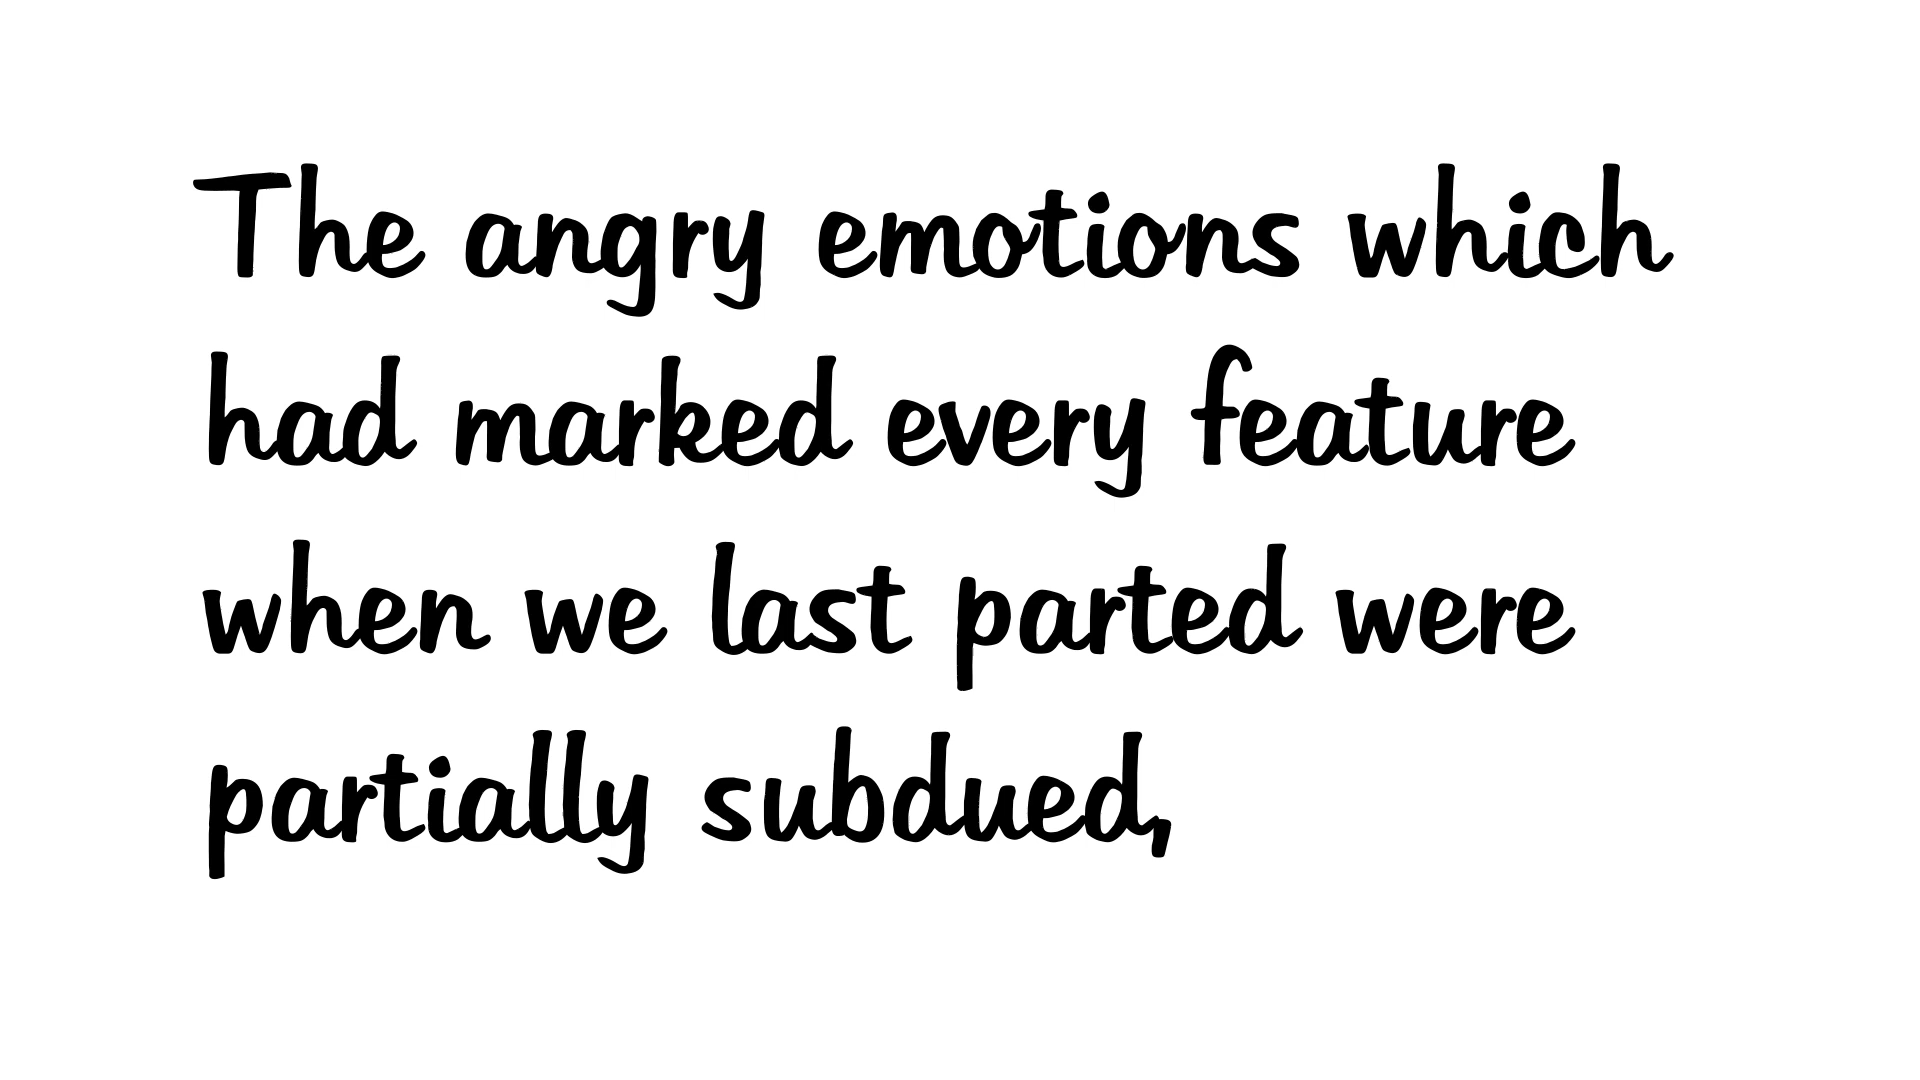 The angry emotions which
had marked every feature
when we last parted were
partially subdued,